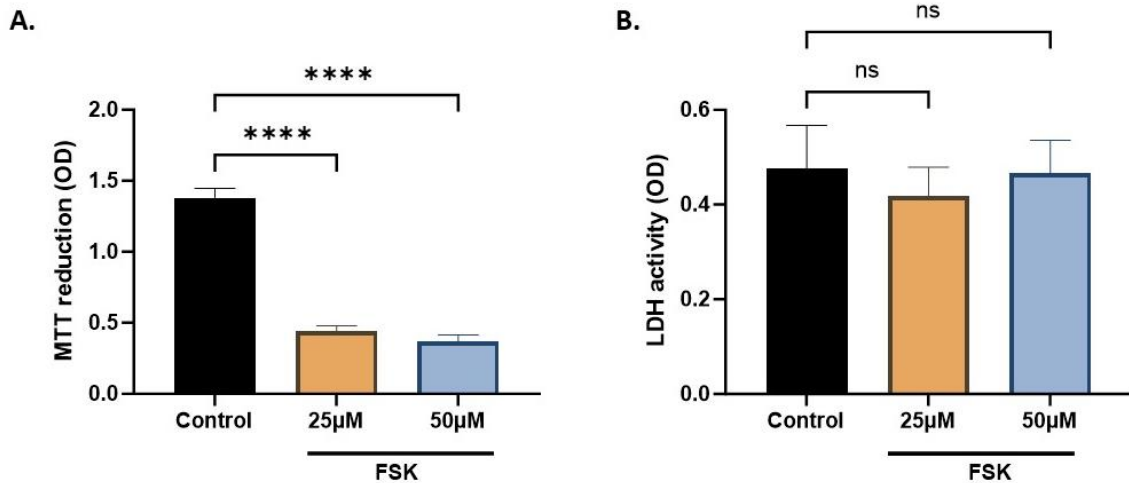 A.
****
****
2.0
1.5
1.0
0.5
0.0
MTT reduction (OD)
Control
25µM
50µM
FSK
B.
ns
ns
0.6
0.4
0.2
0.0
LDH activity (OD)
Control
25µM
50µM
FSK